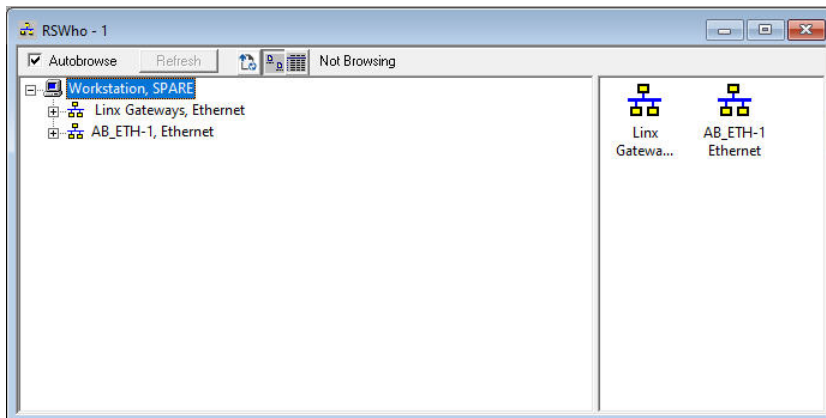 RSWho - 1
Autobrowse Refresh Not Browsing
Workstation, SPARE
Linx Gateways, Ethernet
AB_ETH-1, Ethernet
Linx
Gatewa...
AB_ETH-1
Ethernet